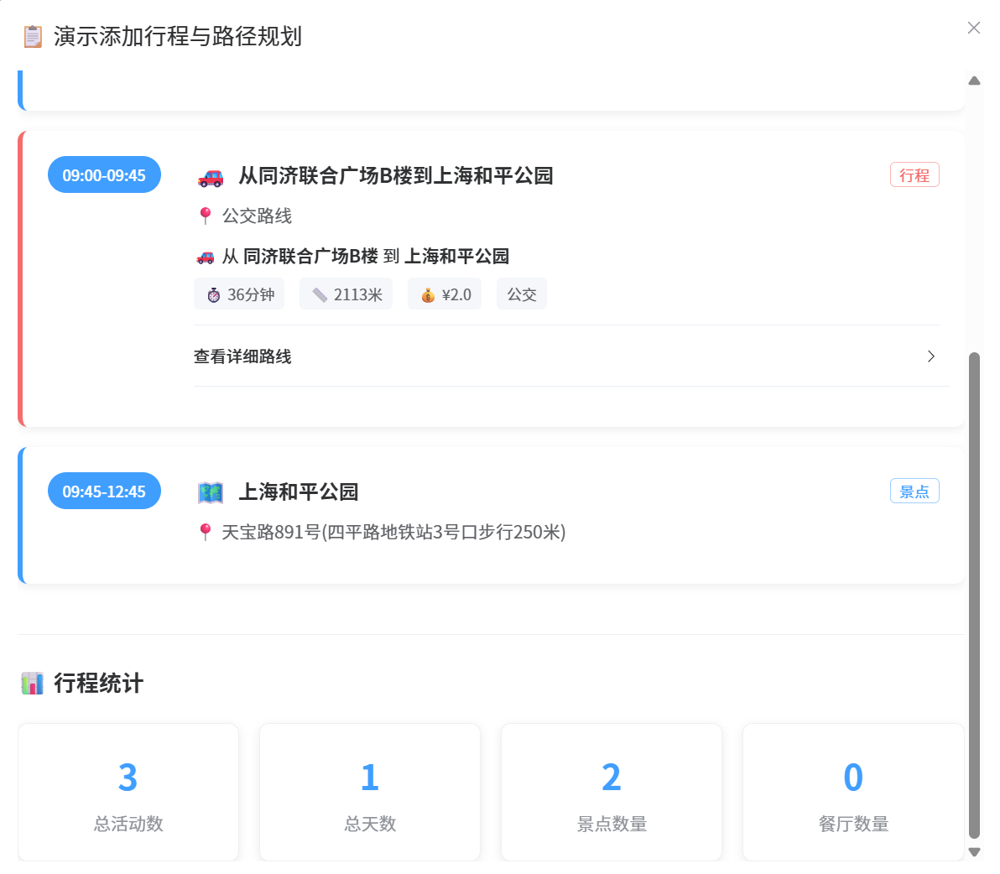 演示添加行程与路径规划
09:00-09:45
从同济联合广场B楼到上海和平公园
行程
公交路线
从 同济联合广场B楼 到 上海和平公园
36分钟
2113米
¥2.0
公交
查看详细路线
09:45-12:45
上海和平公园
景点
天宝路891号(四平路地铁站3号口步行250米)
行程统计
3
总活动数
1
总天数
2
景点数量
0
餐厅数量